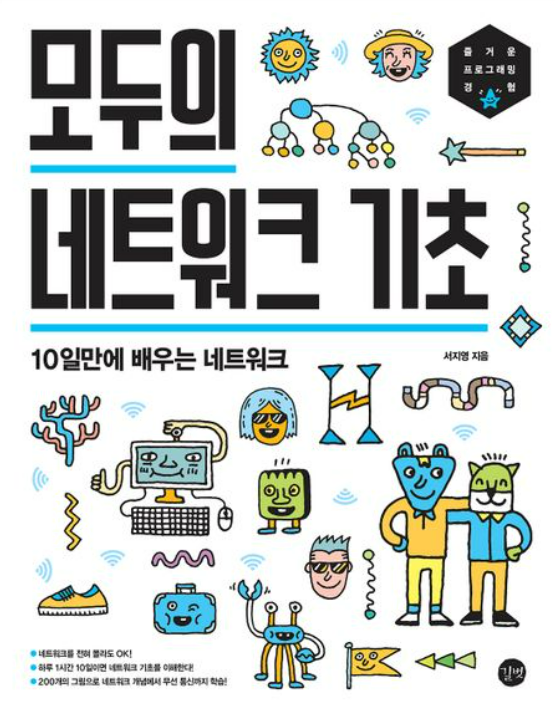 모두의
즐거운
프로그래밍
경험
네트워크 기초
10일만에 배우는 네트워크
서지영 지음
네트워크를 전혀 몰라도 OK!
하루 1시간 10일이면 네트워크 기초를 이해한다!
200개의 그림으로 네트워크 개념에서 무선 통신까지 학습!
길벗